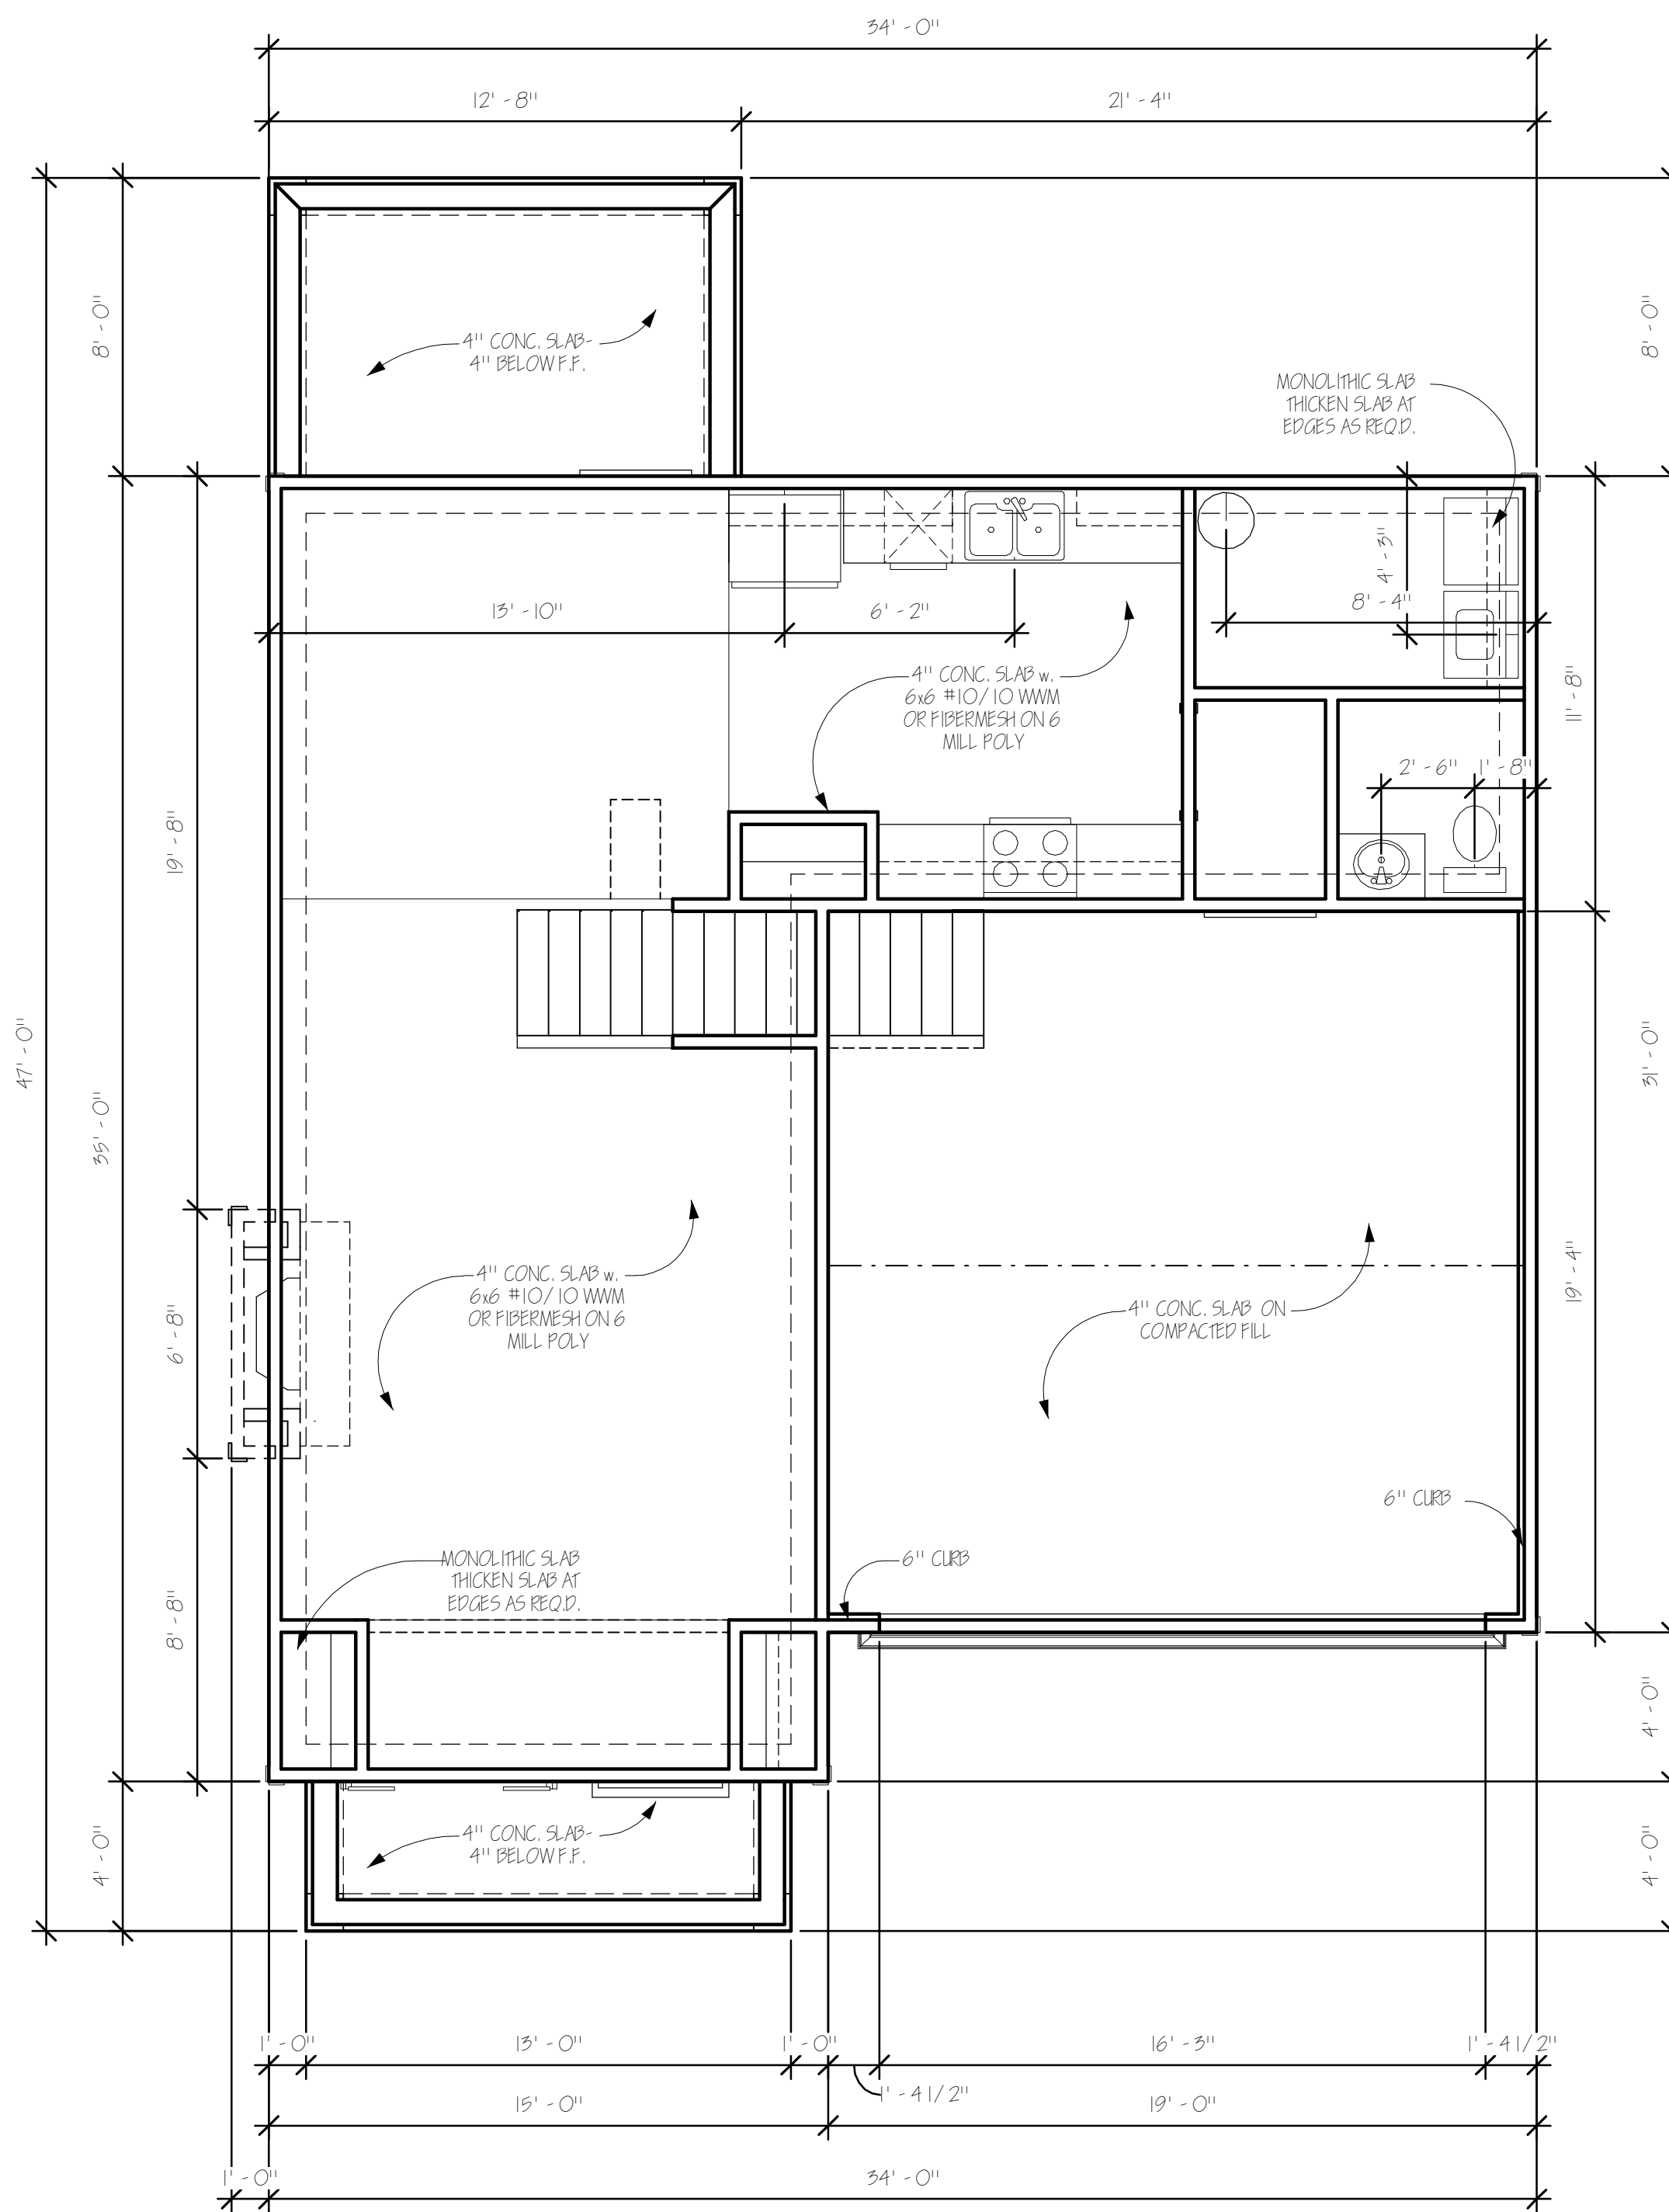 34' - 0"
12' - 8"
21' - 4"
8' - 0"
8' - 0"
4" CONC. SLAB-
4" BELOW F.F.
MONOLITHIC SLAB
THICKEN SLAB AT
EDGES AS REQ.D.
4' - 3"
8' - 4"
13' - 10"
6' - 2"
4" CONC. SLAB w.
6x6 #10/10 WWM
OR FIBERMESH ON 6
MILL POLY
11' - 8"
2' - 6"
1' - 8"
19' - 8"
47' - 0"
35' - 0"
31' - 0"
4" CONC. SLAB w.
6x6 #10/10 WWM
OR FIBERMESH ON 6
MILL POLY
4" CONC. SLAB ON
COMPACTED FILL
19' - 4"
6' - 8"
6" CURB
6" CURB
MONOLITHIC SLAB
THICKEN SLAB AT
EDGES AS REQ.D.
8' - 8"
4' - 0"
4" CONC. SLAB-
4" BELOW F.F.
4' - 0"
4' - 0"
1' - 0"
13' - 0"
1' - 0"
16' - 3"
1' - 4 1/2"
1' - 4 1/2"
15' - 0"
19' - 0"
1' - 0"
34' - 0"